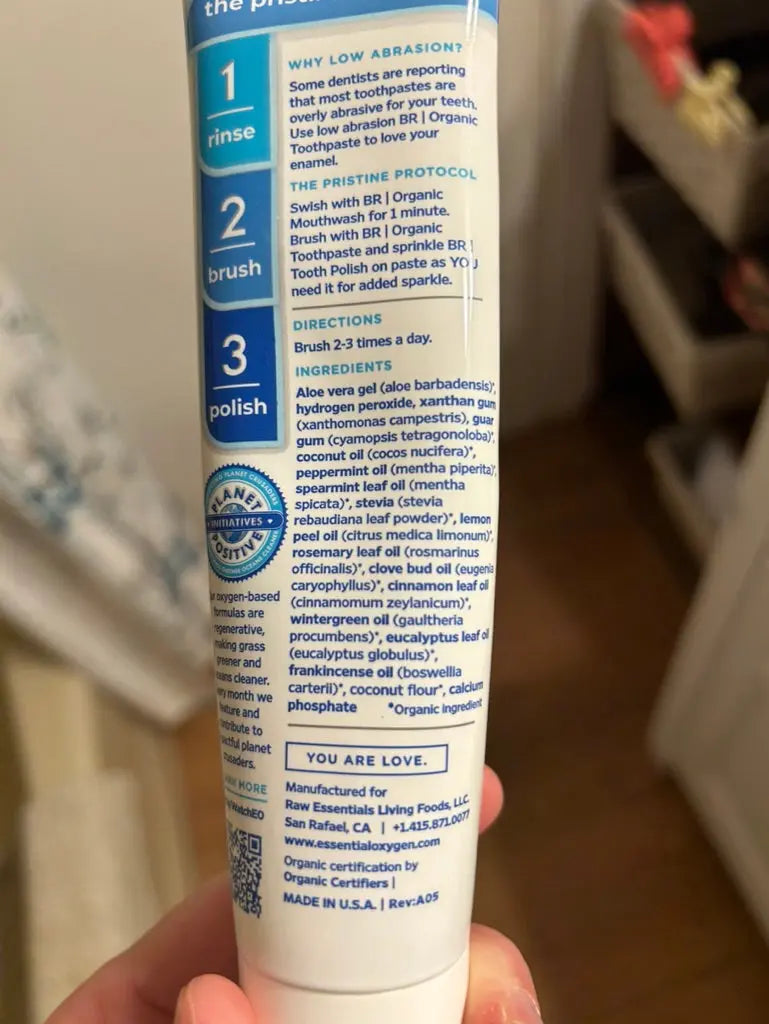 the
1
rinse
2
brush
3
polish
WHY LOW ABRASION?
Some dentists are reporting
that most toothpastes are
overly abrasive for your teeth.
Use low abrasion BR | Organic
Toothpaste to love your
enamel.
THE PRISTINE PROTOCOL
Swish with BR | Organic
Mouthwash for 1 minute.
Brush with BR | Organic
Toothpaste and sprinkle BR |
Tooth Polish on paste as YOU
need it for added sparkle.
DIRECTIONS
Brush 2-3 times a day.
INGREDIENTS
Aloe vera gel (aloe barbadensis)*,
hydrogen peroxide, xanthan gum
(xanthomonas campestris), guar
gum (cyamopsis tetragonoloba)*,
coconut oil (cocos nucifera)*,
peppermint oil (mentha piperita)*,
spearmint leaf oil (mentha
spicata)*, stevia (stevia
rebaudiana leaf powder)*, lemon
peel oil (citrus medica limonum)*,
rosemary leaf oil (rosmarinus
officinalis)*, clove bud oil (eugenia
caryophyllus)*, cinnamon leaf oil
(cinnamomum zeylanicum)*,
wintergreen oil (gaultheria
procumbens)*, eucalyptus leaf oil
(eucalyptus globulus)*,
frankincense oil (boswellia
carterii)*, coconut flour*, calcium
phosphate *Organic ingredient
PLANET
INITIATIVES
POSITIVE
oxygen-based
formulas are
regenerative,
grass
greener and
cleaner.
month we
and
to
planet
MORE
YOU ARE LOVE.
Manufactured for
Raw Essentials Living Foods, LLC.
San Rafael, CA | +1.415.871.0077
www.essentialoxygen.com
Organic certification by
Organic Certifiers |
MADE IN U.S.A. | Rev:A05